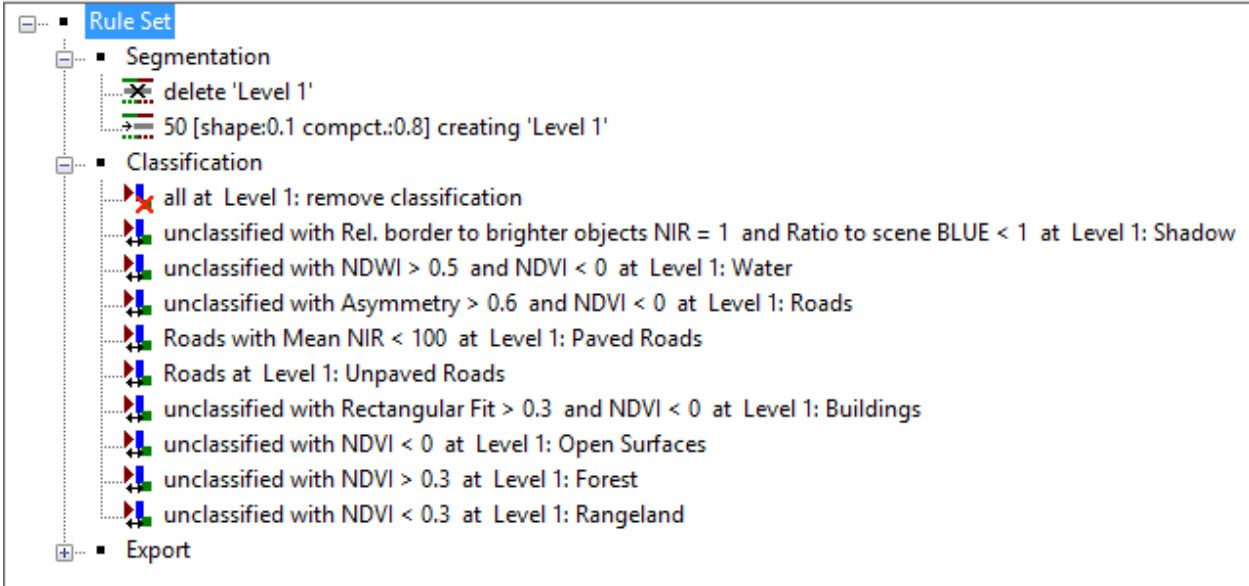 Rule Set
Segmentation
delete 'Level 1'
50 [shape:0.1 compct.:0.8] creating 'Level 1'
Classification
all at  Level 1: remove classification
unclassified with Rel. border to brighter objects NIR = 1  and Ratio to scene BLUE < 1  at  Level 1: Shadow
unclassified with NDWI > 0.5  and NDVI < 0  at  Level 1: Water
unclassified with Asymmetry > 0.6  and NDVI < 0  at  Level 1: Roads
Roads with Mean NIR < 100  at  Level 1: Paved Roads
Roads at  Level 1: Unpaved Roads
unclassified with Rectangular Fit > 0.3  and NDVI < 0  at  Level 1: Buildings
unclassified with NDVI < 0  at  Level 1: Open Surfaces
unclassified with NDVI > 0.3  at  Level 1: Forest
unclassified with NDVI < 0.3  at  Level 1: Rangeland
Export